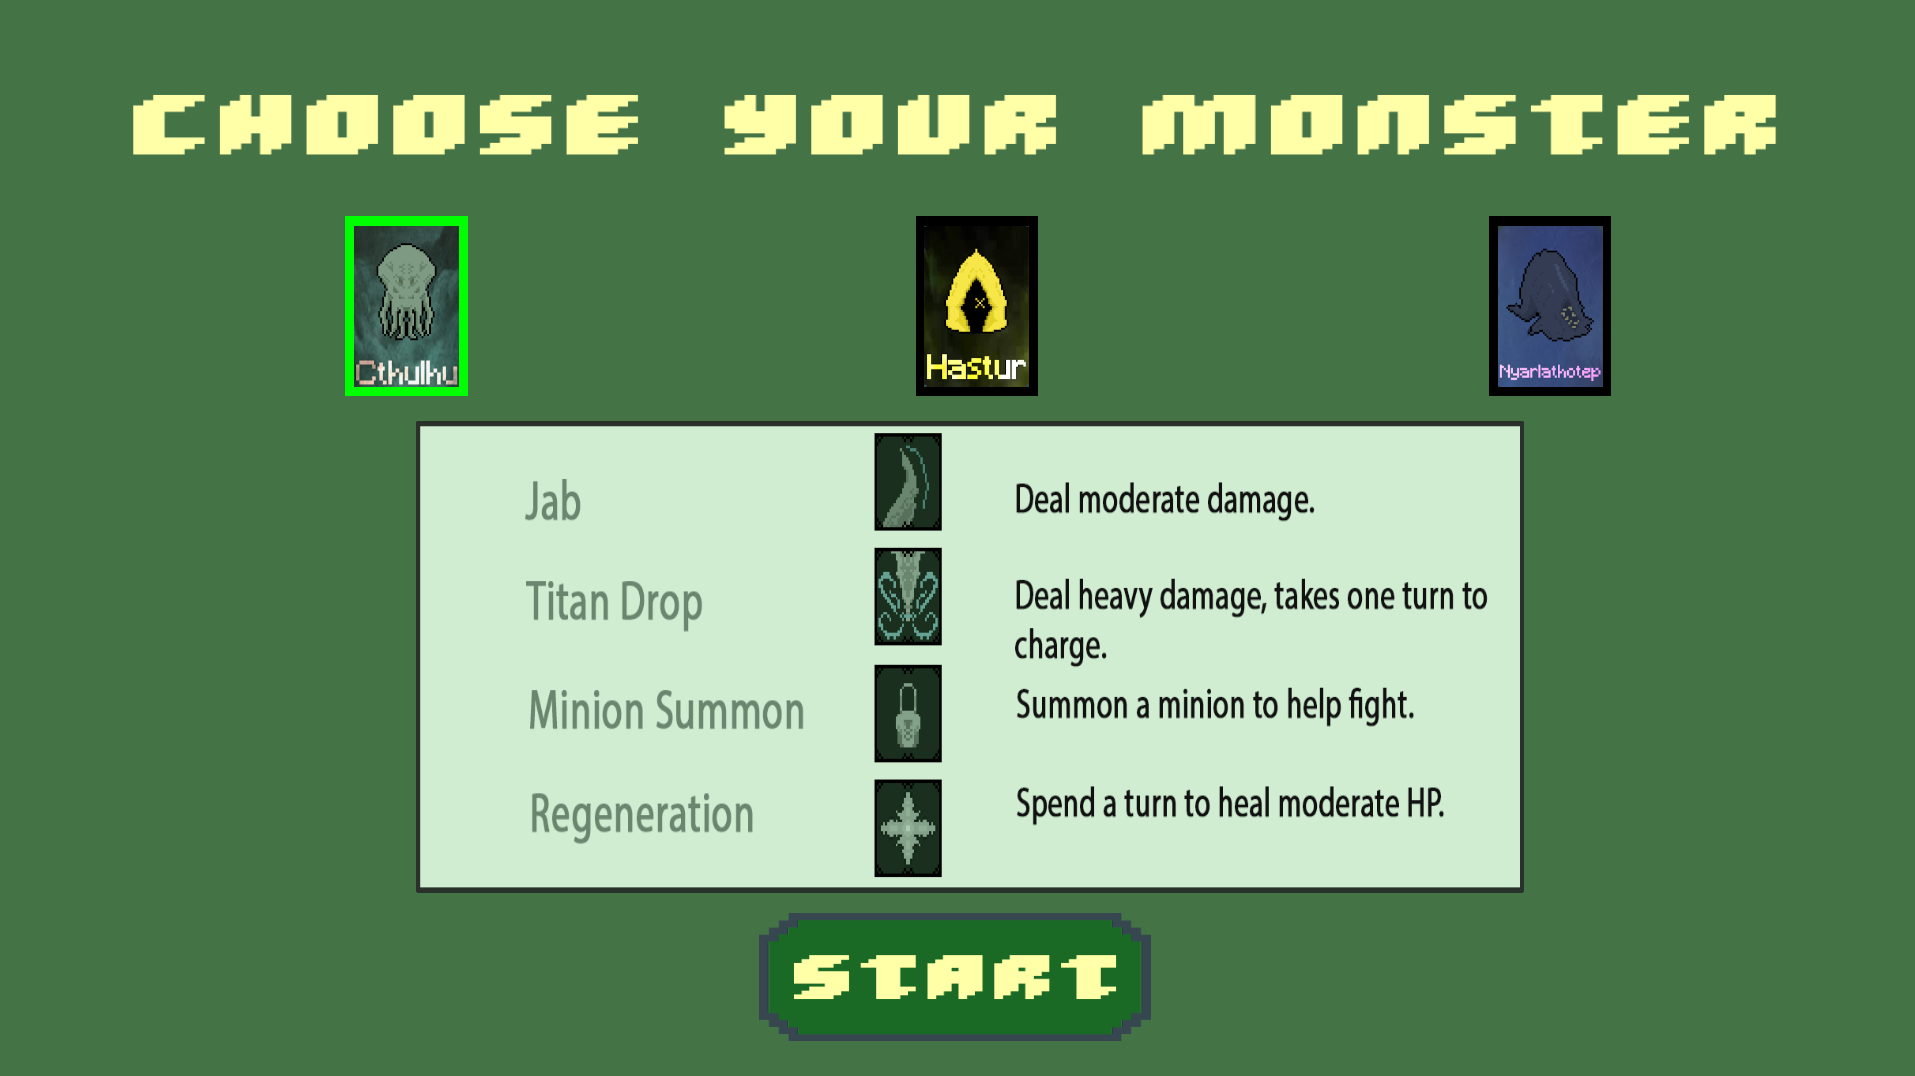 CHOOSE YOUR MONSTER
Cthulhu
Hastur
Nyarlathotep
Jab
Deal moderate damage.
Titan Drop
Deal heavy damage, takes one turn to
charge.
Minion Summon
Summon a minion to help fight.
Regeneration
Spend a turn to heal moderate HP.
START